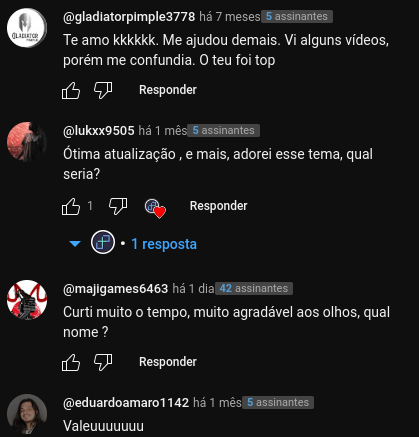 @gladiatorpimple3778 há 7 meses 5 assinantes
Te amo kkkkkk. Me ajudou demais. Vi alguns vídeos,
porém me confundia. O teu foi top
Responder
@lukxx9505 há 1 mês 5 assinantes
Ótima atualização , e mais, adorei esse tema, qual
seria?
1 Responder
• 1 resposta
@majigames6463 há 1 dia 42 assinantes
Curti muito o tempo, muito agradável aos olhos, qual
nome ?
Responder
@eduardoamaro1142 há 1 mês 5 assinantes
Valeuuuuuuu